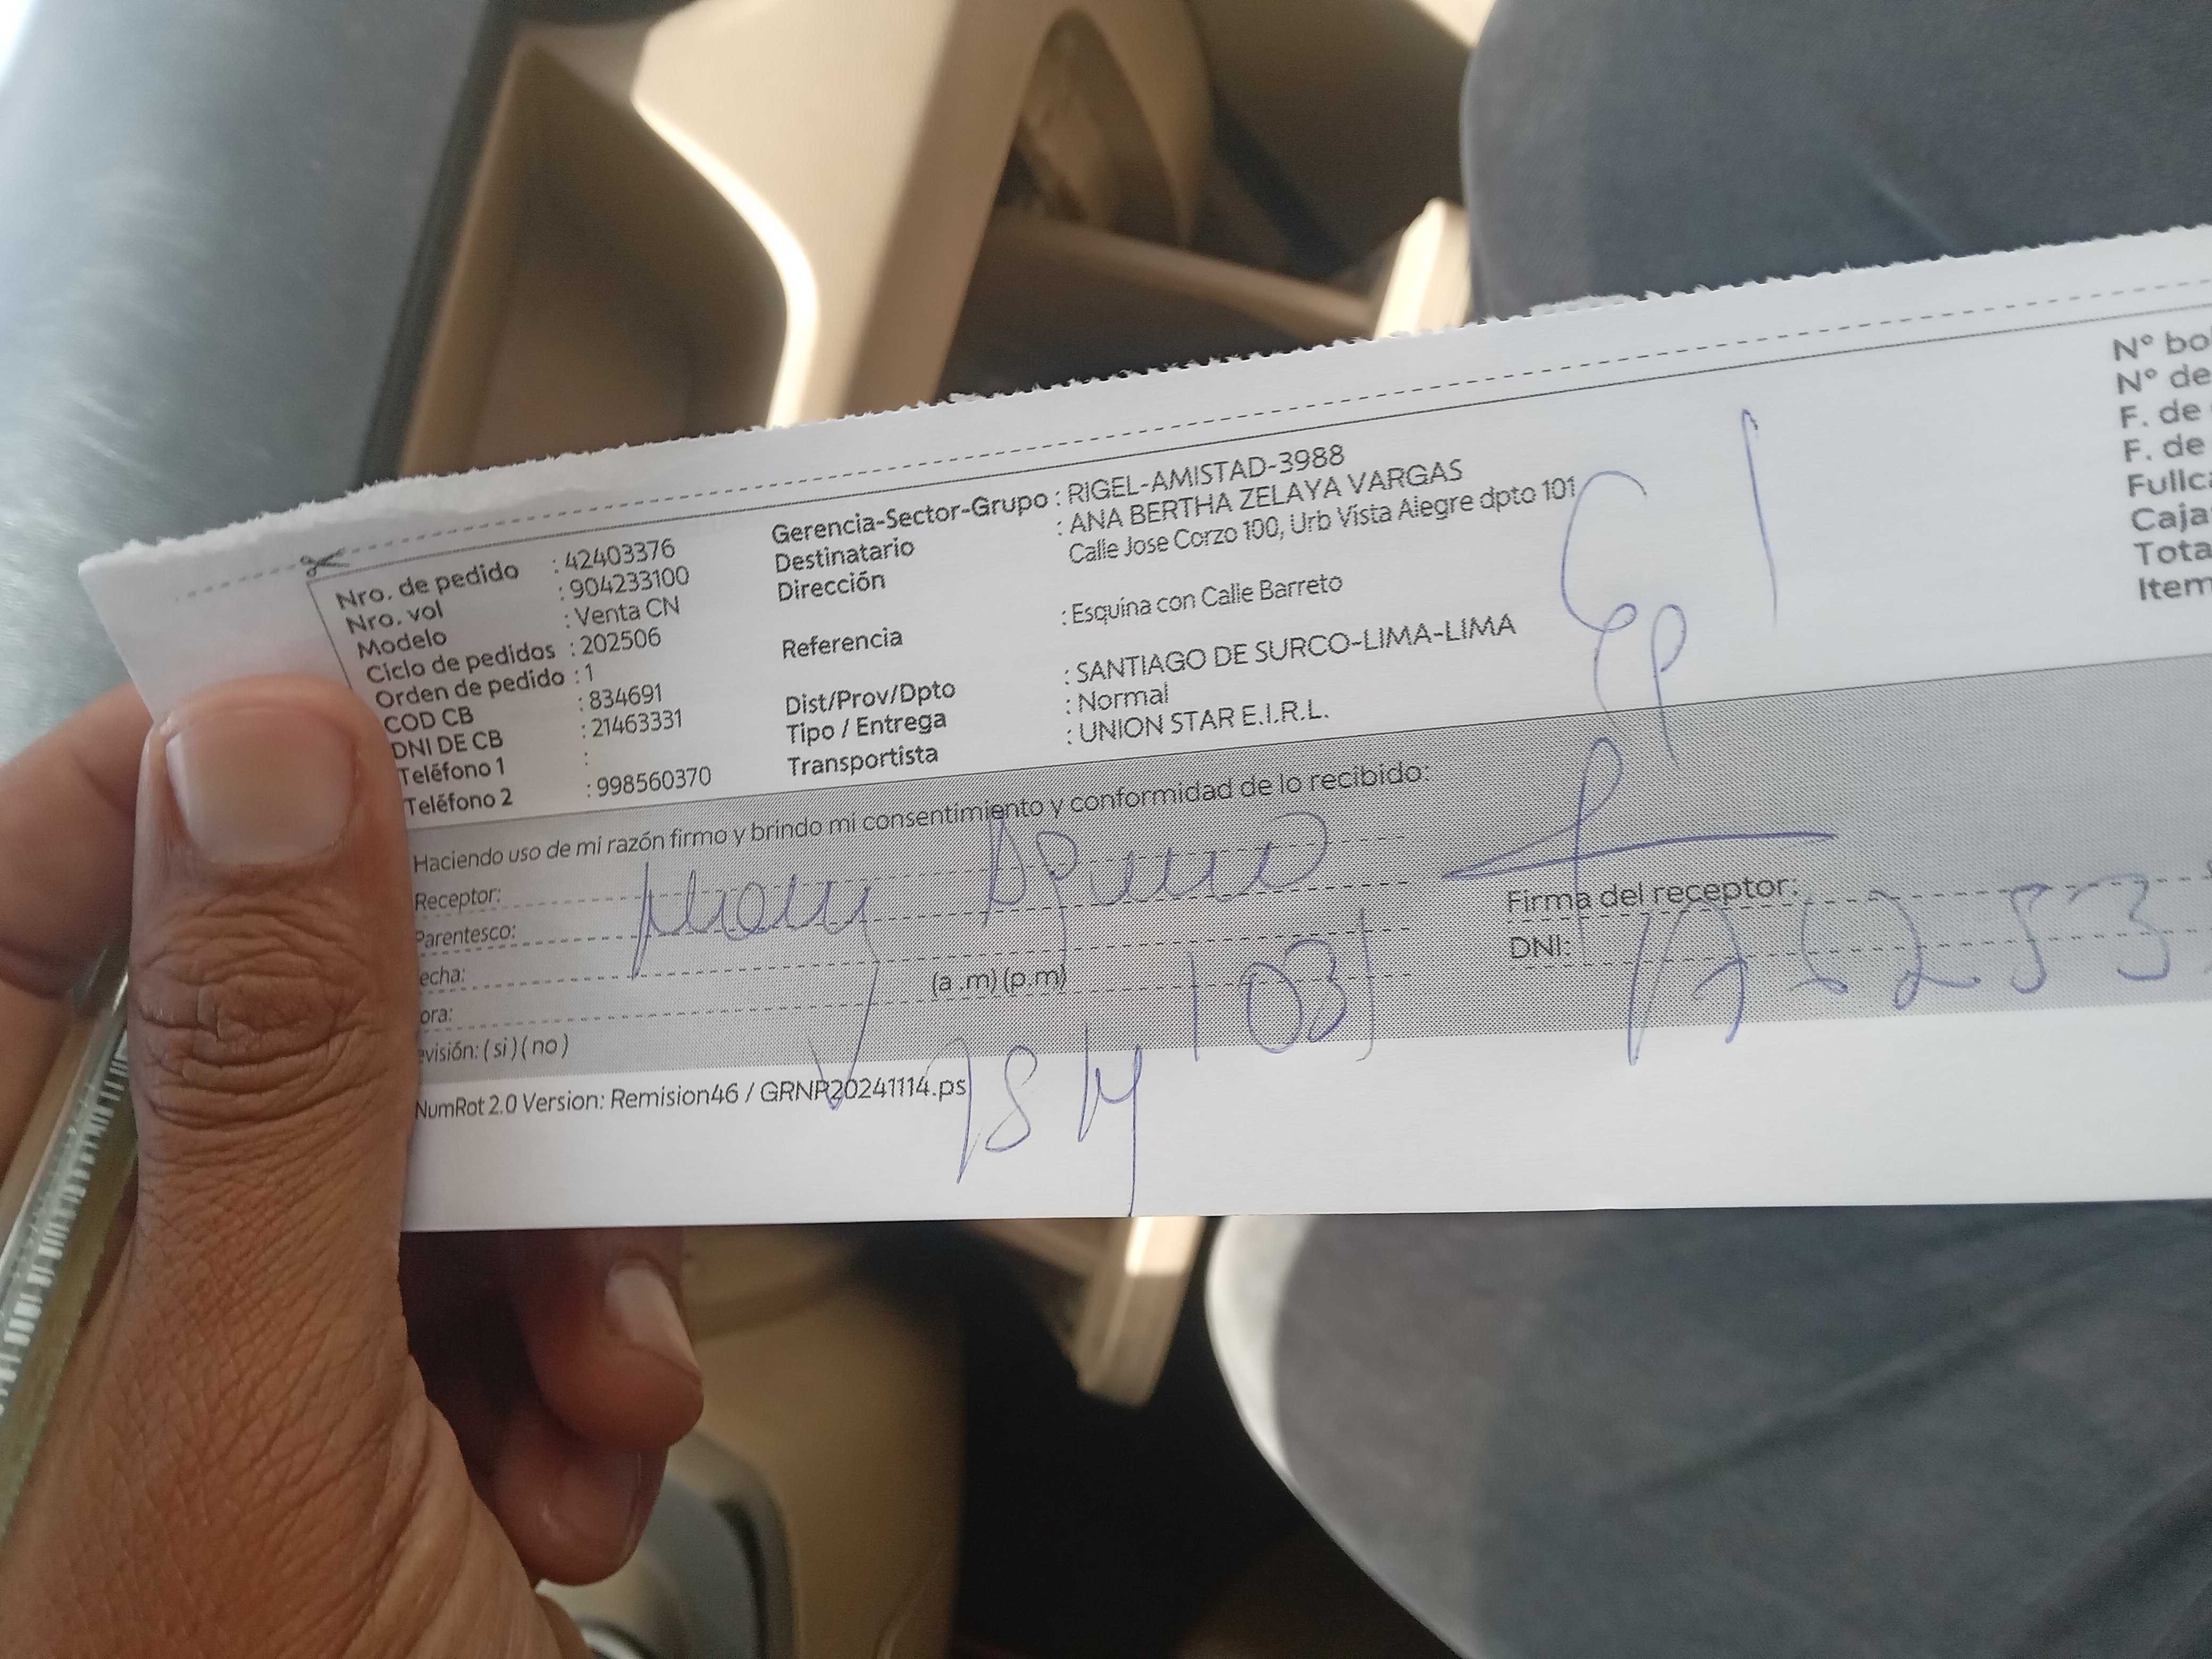 Nro. de pedido : 42403376
Nro. vol : 904233100
Modelo : Venta CN
Ciclo de pedidos : 202506
Orden de pedido : 1
COD CB : 834691
DNI DE CB : 21463331
Teléfono 1 :
Teléfono 2 : 998560370
Gerencia-Sector-Grupo : RIGEL-AMISTAD-3988
Destinatario : ANA BERTHA ZELAYA VARGAS
Dirección Calle Jose Corzo 100, Urb Vista Alegre dpto 101
Referencia : Esquina con Calle Barreto
Dist/Prov/Dpto : SANTIAGO DE SURCO-LIMA-LIMA
Tipo / Entrega : Normal
Transportista : UNION STAR E.I.R.L.
N° bo
N° de
F. de
F. de
Fullc
Caja
Tota
Item
Haciendo uso de mi razón firmo y brindo mi consentimiento y conformidad de lo recibido:
Receptor:
Parentesco:
echa:
ora: (a .m) (p.m)
evisión: ( si ) ( no )
Firma del receptor:
DNI:
NumRot 2.0 Version: Remision46 / GRNP20241114.ps